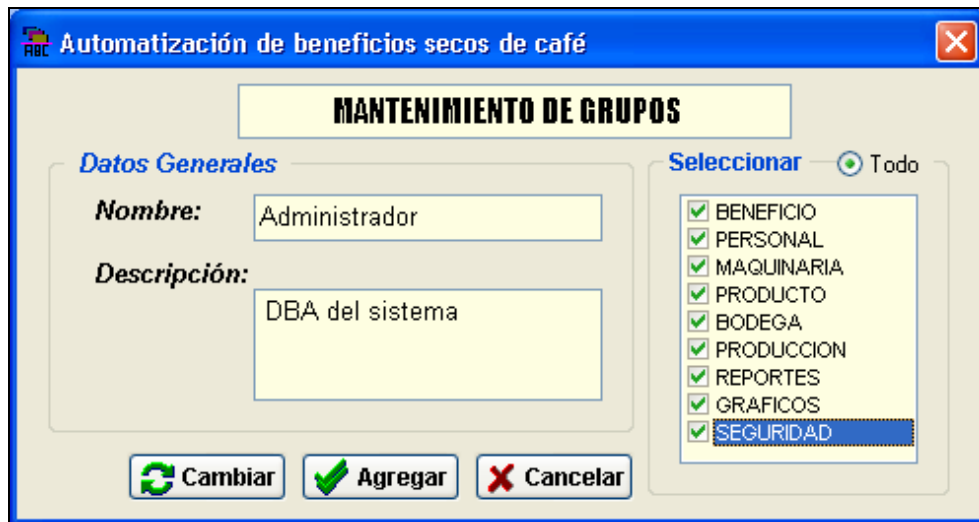 ABC Automatización de beneficios secos de café
MANTENIMIENTO DE GRUPOS
Datos Generales
Nombre:
Administrador
Descripción:
DBA del sistema
Seleccionar
Todo
BENEFICIO
PERSONAL
MAQUINARIA
PRODUCTO
BODEGA
PRODUCCION
REPORTES
GRAFICOS
SEGURIDAD
Cambiar Agregar Cancelar